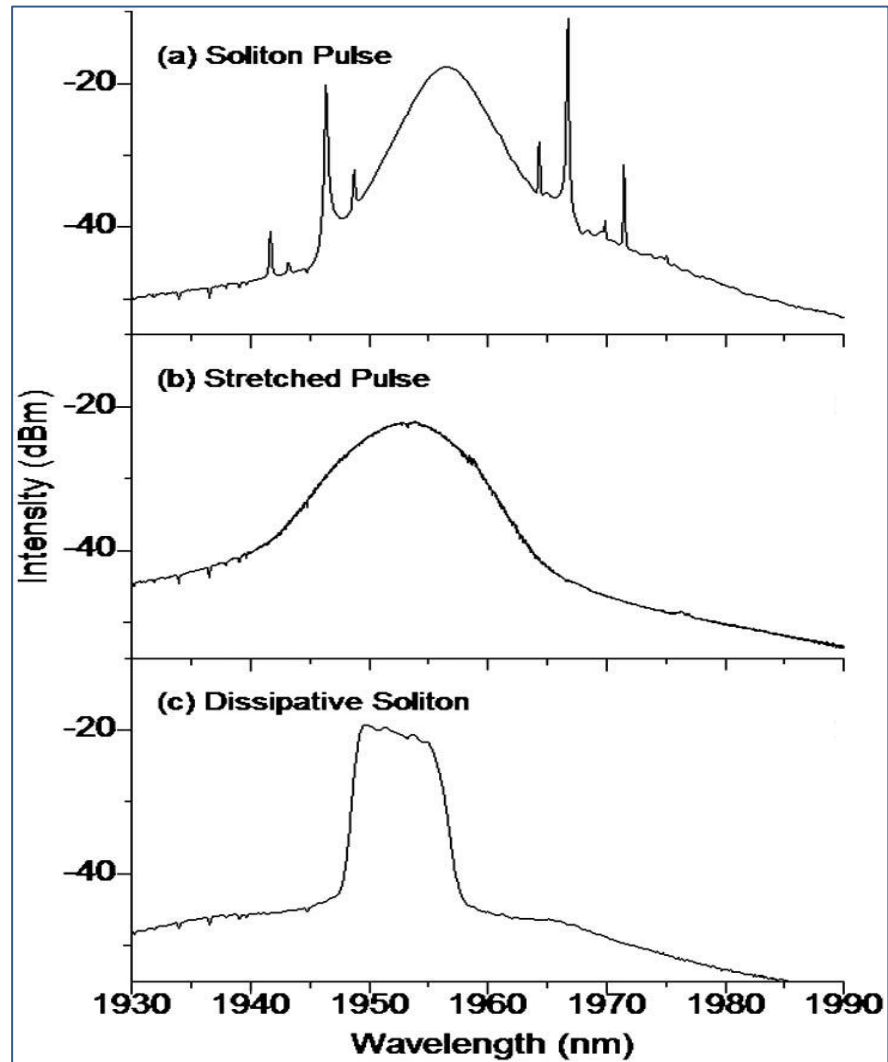 (a) Soliton Pulse
-20
-40
(b) Stretched Pulse
-20
-40
Intensity (dBm)
(c) Dissipative Soliton
-20
-40
1930 1940 1950 1960 1970 1980 1990
Wavelength (nm)